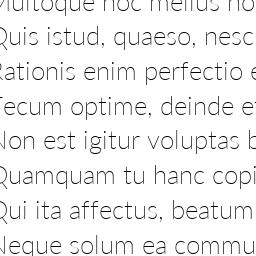 Multoque hoc melius no
Quis istud, quaeso, nesc
Rationis enim perfectio e
Tecum optime, deinde et
Non est igitur voluptas b
Quamquam tu hanc copi
Qui ita affectus, beatum
Neque solum ea commu